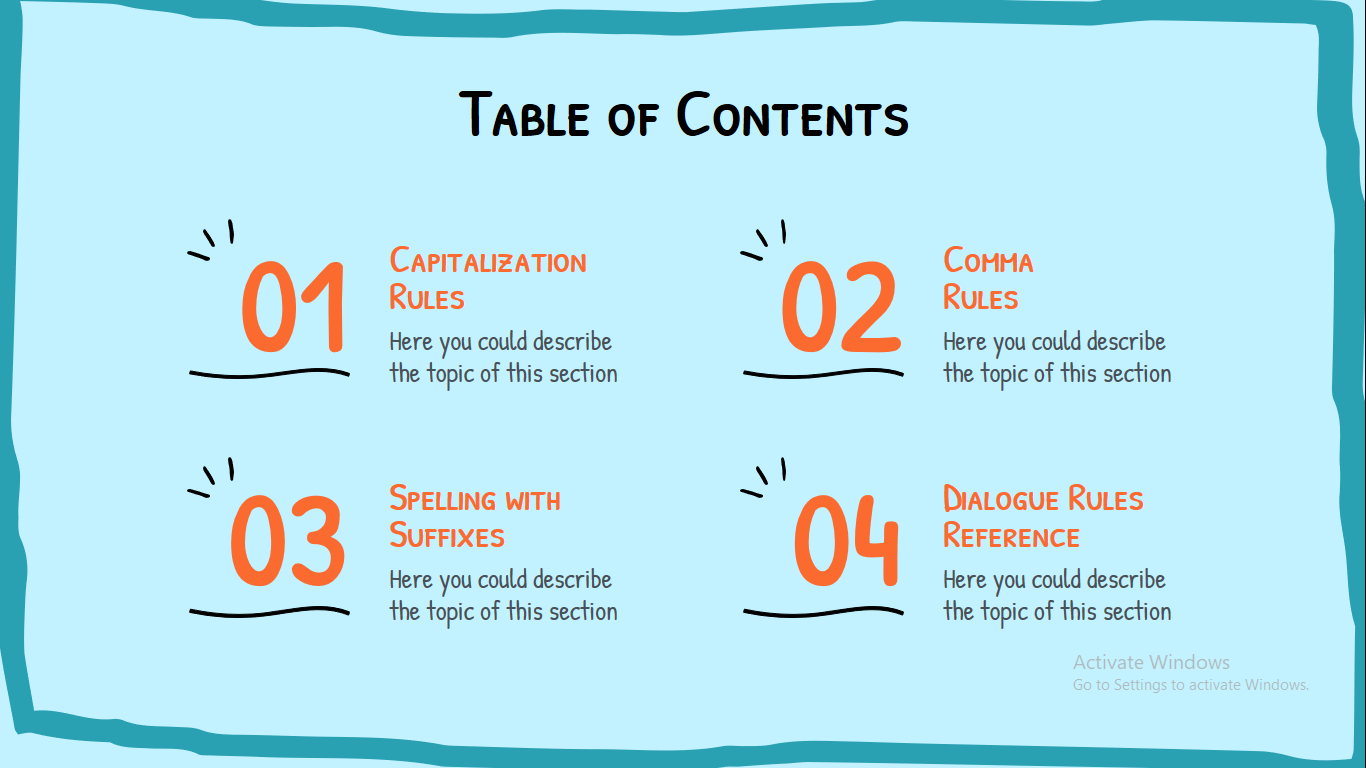 Table of Contents
01
Capitalization
Rules
Here you could describe
the topic of this section
02
Comma
Rules
Here you could describe
the topic of this section
03
Spelling with
Suffixes
Here you could describe
the topic of this section
04
Dialogue Rules
Reference
Here you could describe
the topic of this section
Activate Windows
Go to Settings to activate Windows.